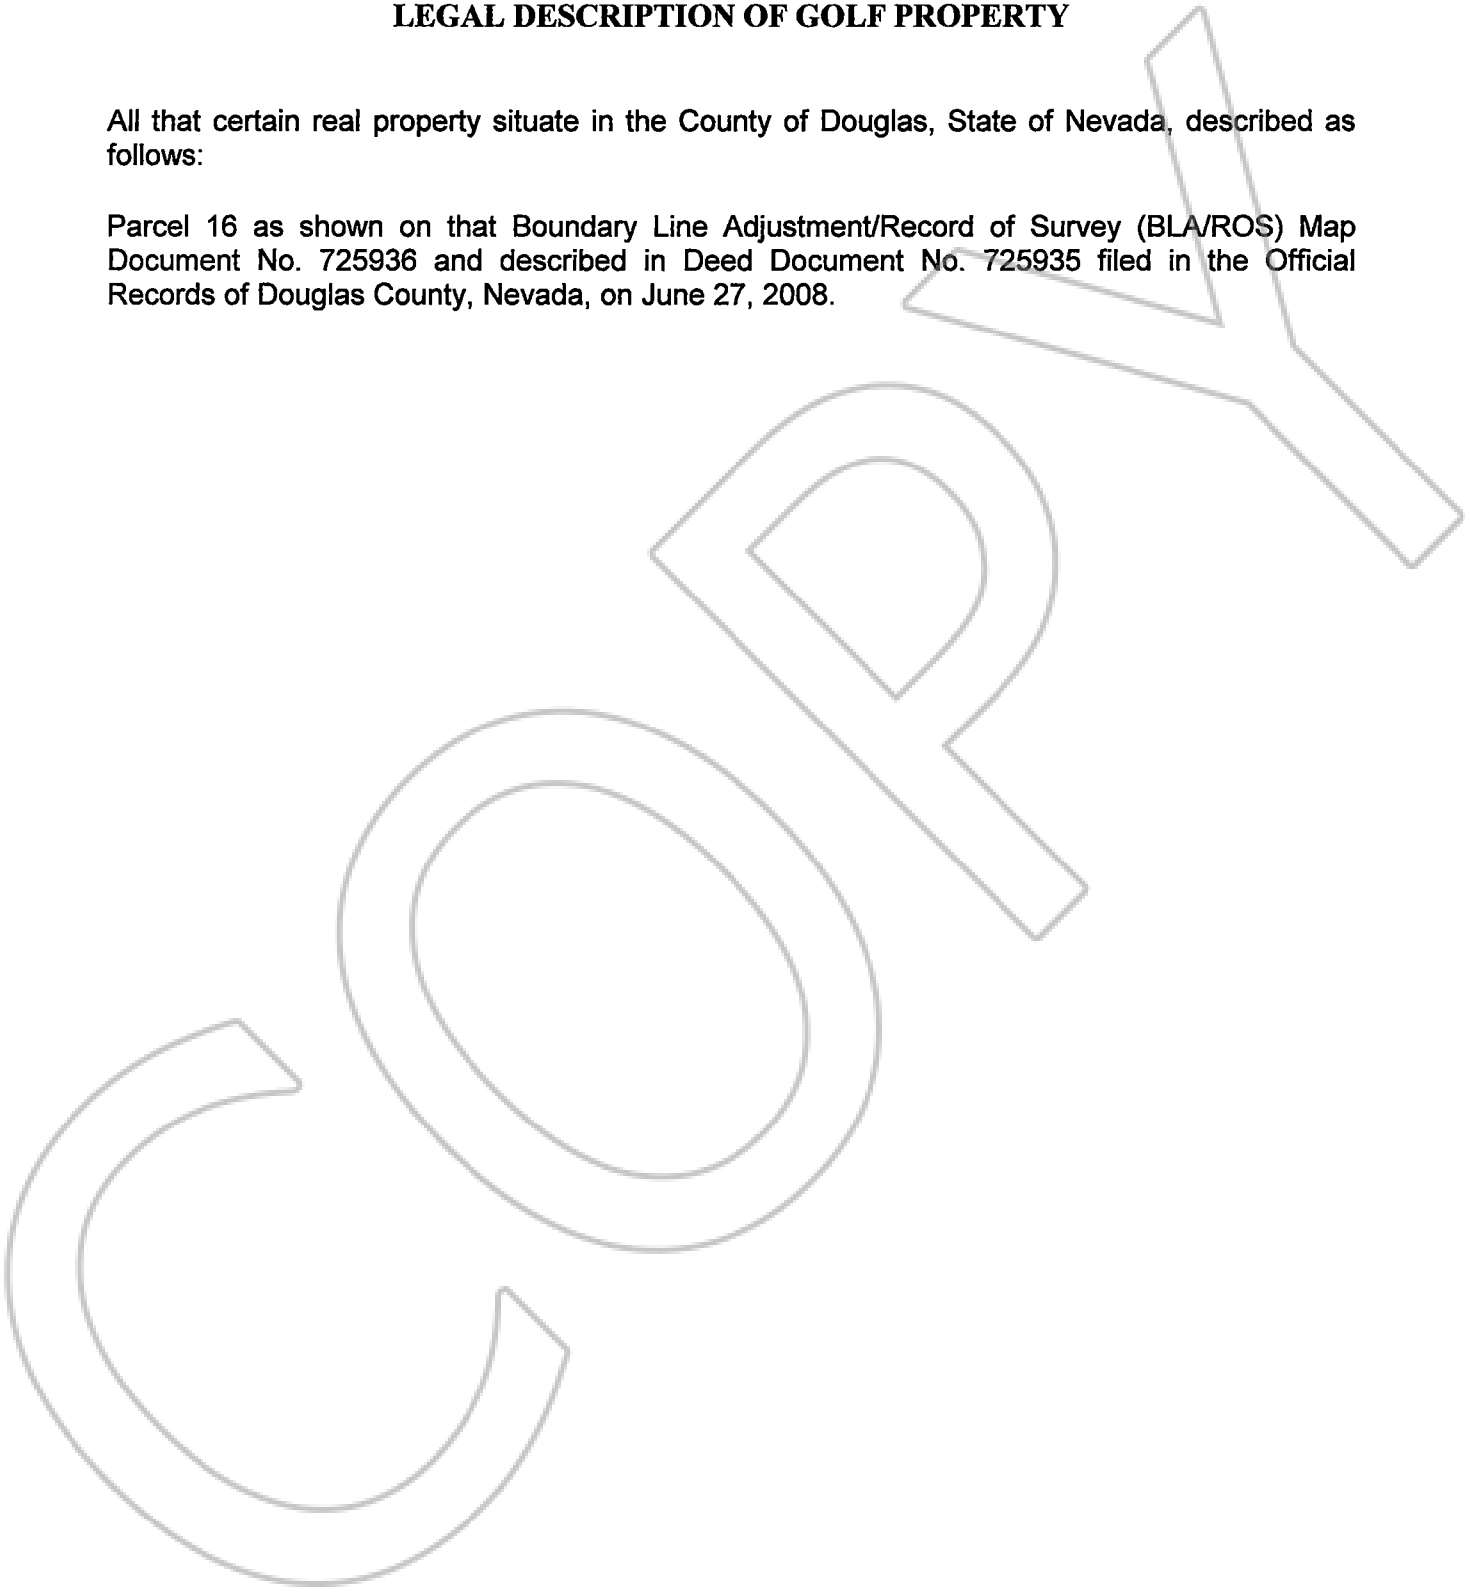 LEGAL DESCRIPTION OF GOLF PROPERTY
All that certain real property situate in the County of Douglas, State of Nevada, described as
follows:
Parcel 16 as shown on that Boundary Line Adjustment/Record of Survey (BLA/ROS) Map
Document No. 725936 and described in Deed Document No. 725935 filed in the Official
Records of Douglas County, Nevada, on June 27, 2008.
COPY